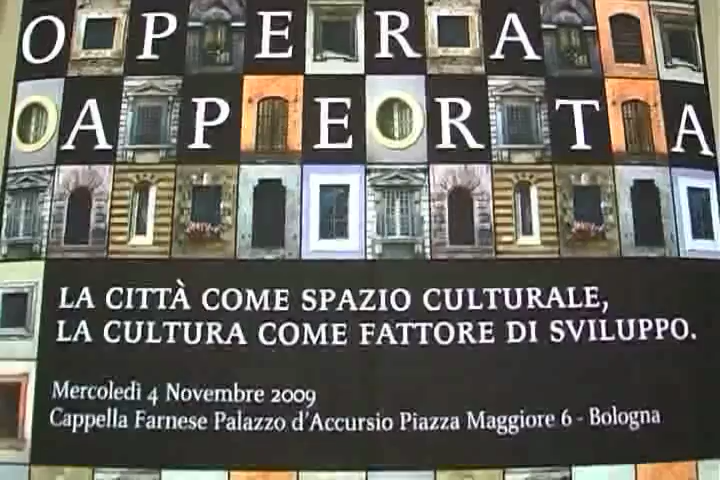 OPERA
APERTA
LA CITTÀ COME SPAZIO CULTURALE,
LA CULTURA COME FATTORE DI SVILUPPO.
Mercoledì 4 Novembre 2009
Cappella Farnese Palazzo d'Accursio Piazza Maggiore 6 - Bologna